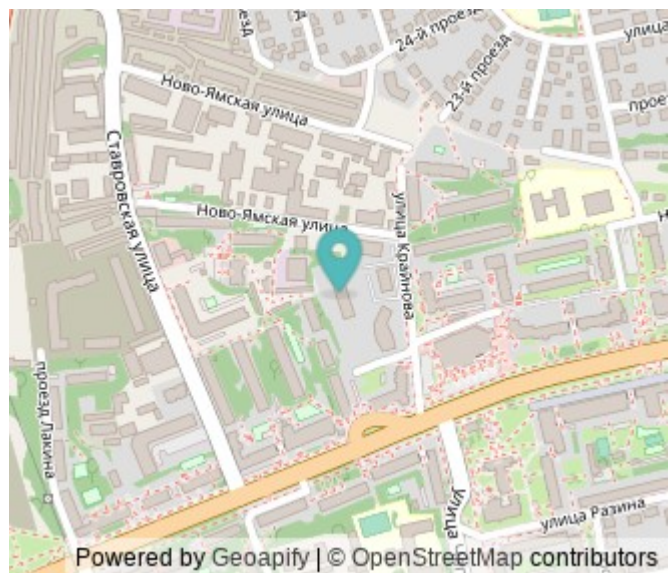 24-й проезд
улица
23-й проезд
Ново-Ямская улица
Ставровская улица
Ново-Ямская улица
улица Крайнова
проезд Лакина
улица Разина
Улица
Powered by Geoapify | © OpenStreetMap contributors